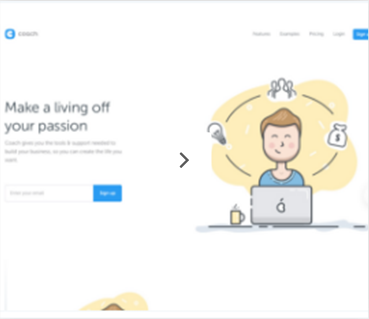 coach
Features Examples Pricing Login Sign u
Make a living off
your passion
Coach gives you the tools & support needed to
build your business, so you can create the life you
want.
Enter your email
Sign up
$